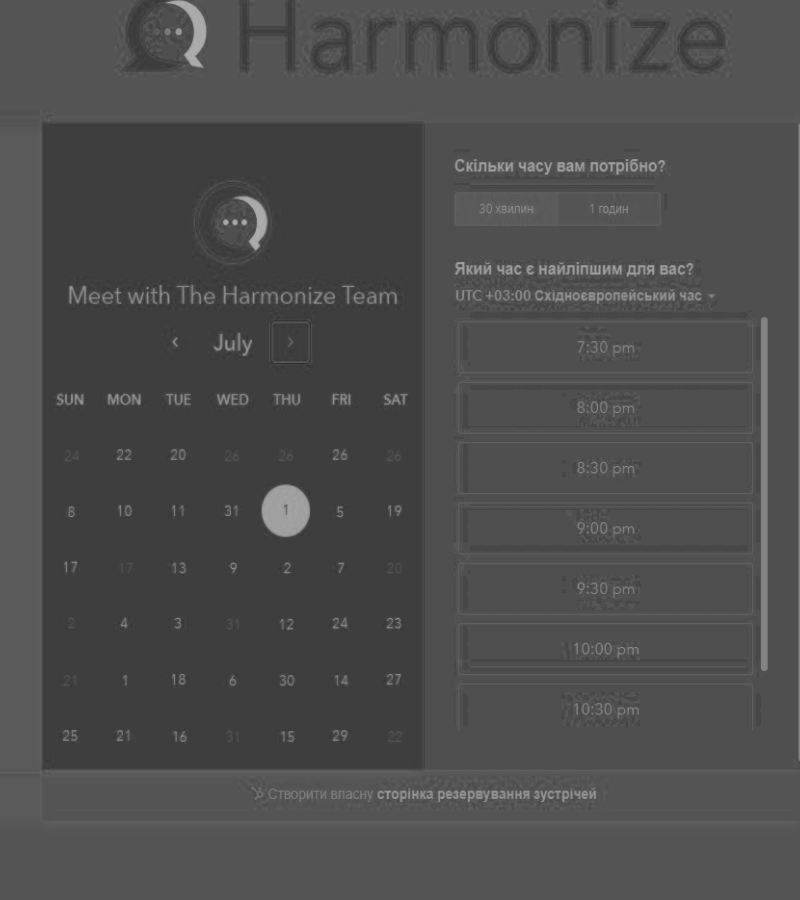 Harmonize
Meet with The Harmonize Team
July
SUN MON TUE WED THU FRI SAT
24 22 20 26 26 26 26
8 10 11 31 1 5 19
17 17 13 9 2 7 20
2 4 3 31 12 24 23
21 1 18 6 30 14 27
25 21 16 31 15 29 22
Скільки часу вам потрібно?
30 хвилин 1 годин
Який час є найліпшим для вас?
UTC +03:00 Східноєвропейський час
7:30 pm
8:00 pm
8:30 pm
9:00 pm
9:30 pm
10:00 pm
10:30 pm
Створити власну сторінка резервування зустрічей